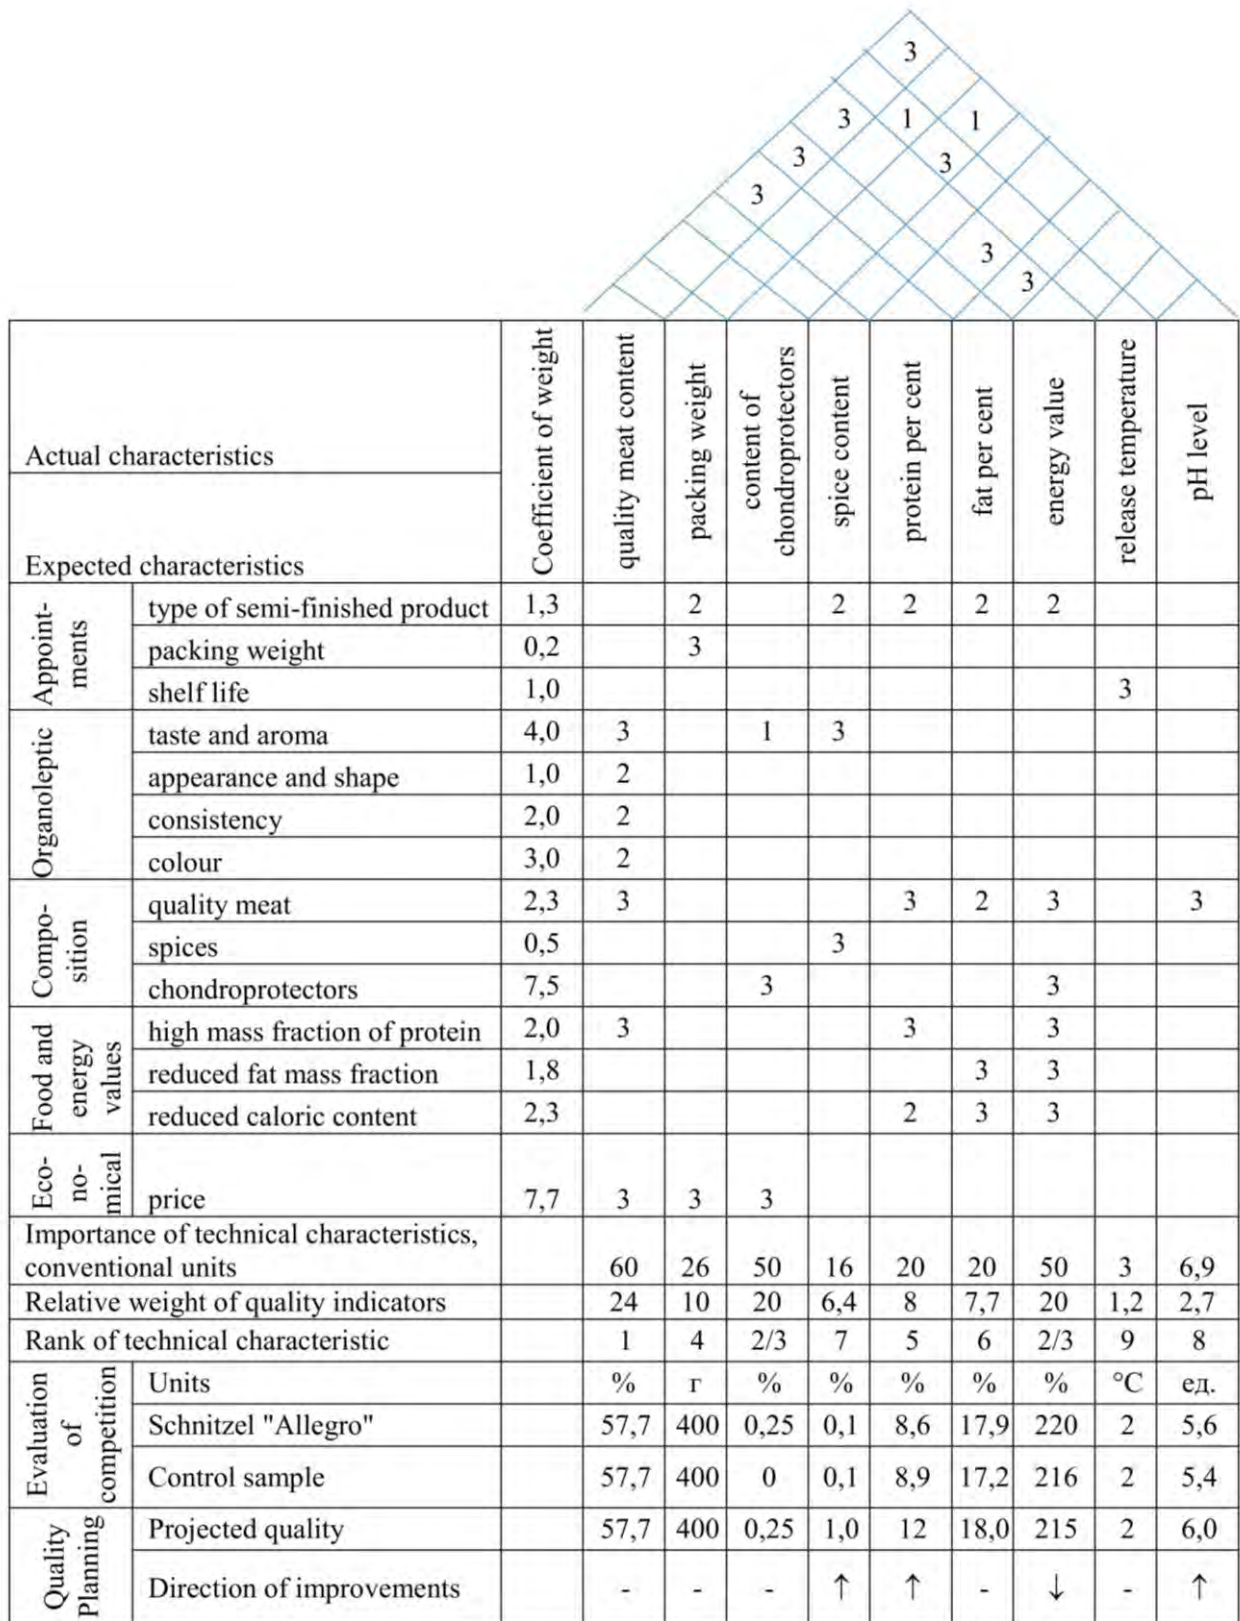 3
3 1 1
3 3
3
3
3
Actual characteristics
Expected characteristics
Coefficient of weight
quality meat content
packing weight
content of
chondroprotectors
spice content
protein per cent
fat per cent
energy value
release temperature
pH level
Appoint-
ments
type of semi-finished product 1,3 2 2 2 2 2
packing weight 0,2 3
shelf life 1,0 3
Organoleptic
taste and aroma 4,0 3 1 3
appearance and shape 1,0 2
consistency 2,0 2
colour 3,0 2
Compo-
sition
quality meat 2,3 3 3 2 3 3
spices 0,5 3
chondroprotectors 7,5 3 3
Food and
energy
values
high mass fraction of protein 2,0 3 3 3
reduced fat mass fraction 1,8 3 3
reduced caloric content 2,3 2 3 3
Eco-
no-
mical
price 7,7 3 3 3
Importance of technical characteristics,
conventional units 60 26 50 16 20 20 50 3 6,9
Relative weight of quality indicators 24 10 20 6,4 8 7,7 20 1,2 2,7
Rank of technical characteristic 1 4 2/3 7 5 6 2/3 9 8
Evaluation
of
competition
Units % г % % % % % °C ед.
Schnitzel "Allegro" 57,7 400 0,25 0,1 8,6 17,9 220 2 5,6
Control sample 57,7 400 0 0,1 8,9 17,2 216 2 5,4
Quality
Planning
Projected quality 57,7 400 0,25 1,0 12 18,0 215 2 6,0
Direction of improvements - - - ↑ ↑ - ↓ - ↑